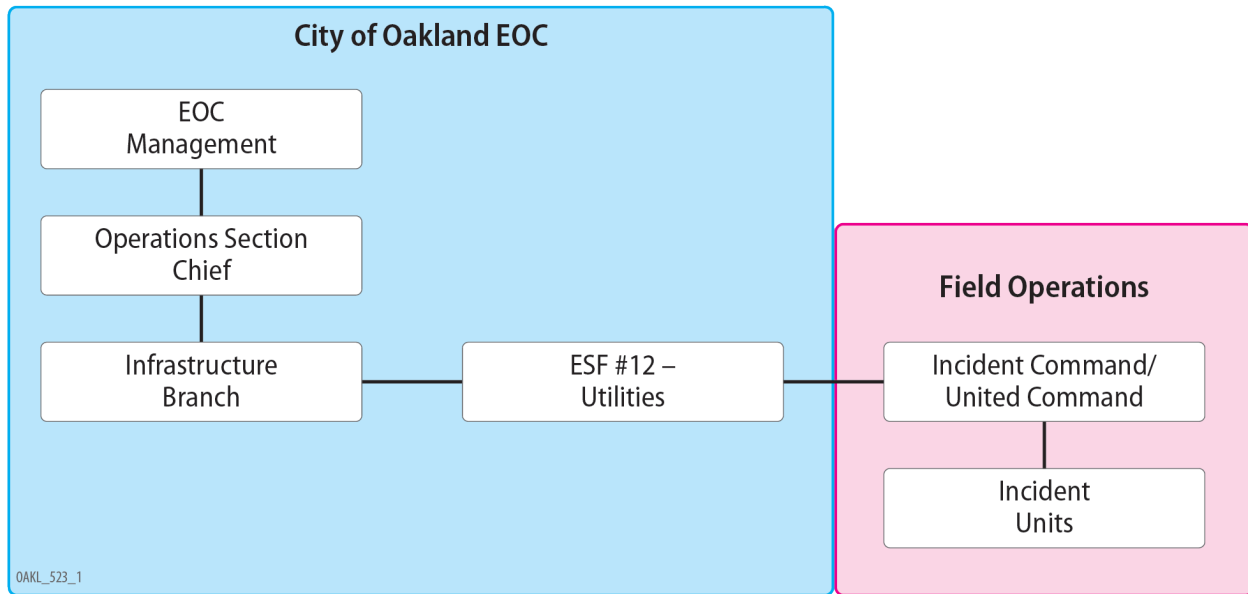 City of Oakland EOC
EOC
Management
Operations Section
Chief
Infrastructure
Branch
ESF #12 –
Utilities
Field Operations
Incident Command/
United Command
Incident
Units
OAKL_523_1